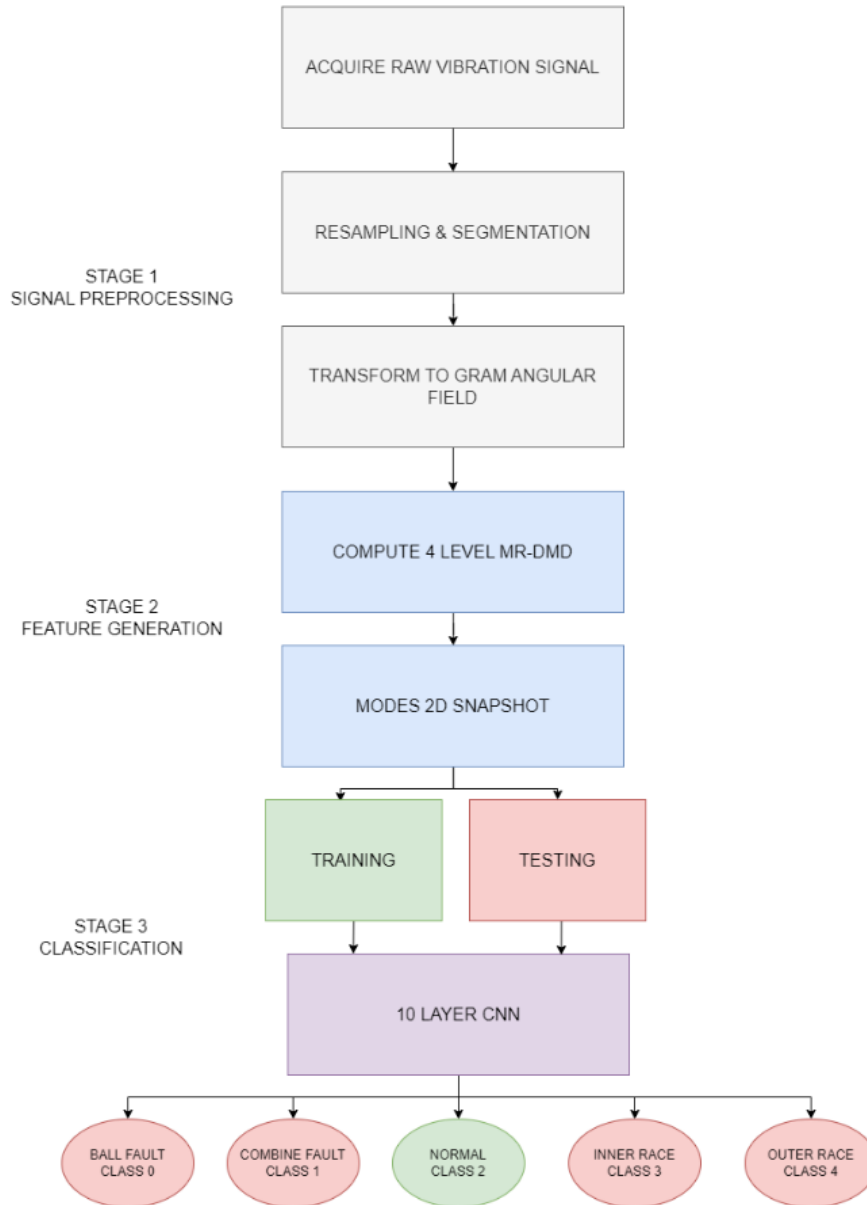 ACQUIRE RAW VIBRATION SIGNAL
RESAMPLING & SEGMENTATION
STAGE 1
SIGNAL PREPROCESSING
TRANSFORM TO GRAM ANGULAR
FIELD
COMPUTE 4 LEVEL MR-DMD
STAGE 2
FEATURE GENERATION
MODES 2D SNAPSHOT
TRAINING
TESTING
STAGE 3
CLASSIFICATION
10 LAYER CNN
BALL FAULT
CLASS 0
COMBINE FAULT
CLASS 1
NORMAL
CLASS 2
INNER RACE
CLASS 3
OUTER RACE
CLASS 4